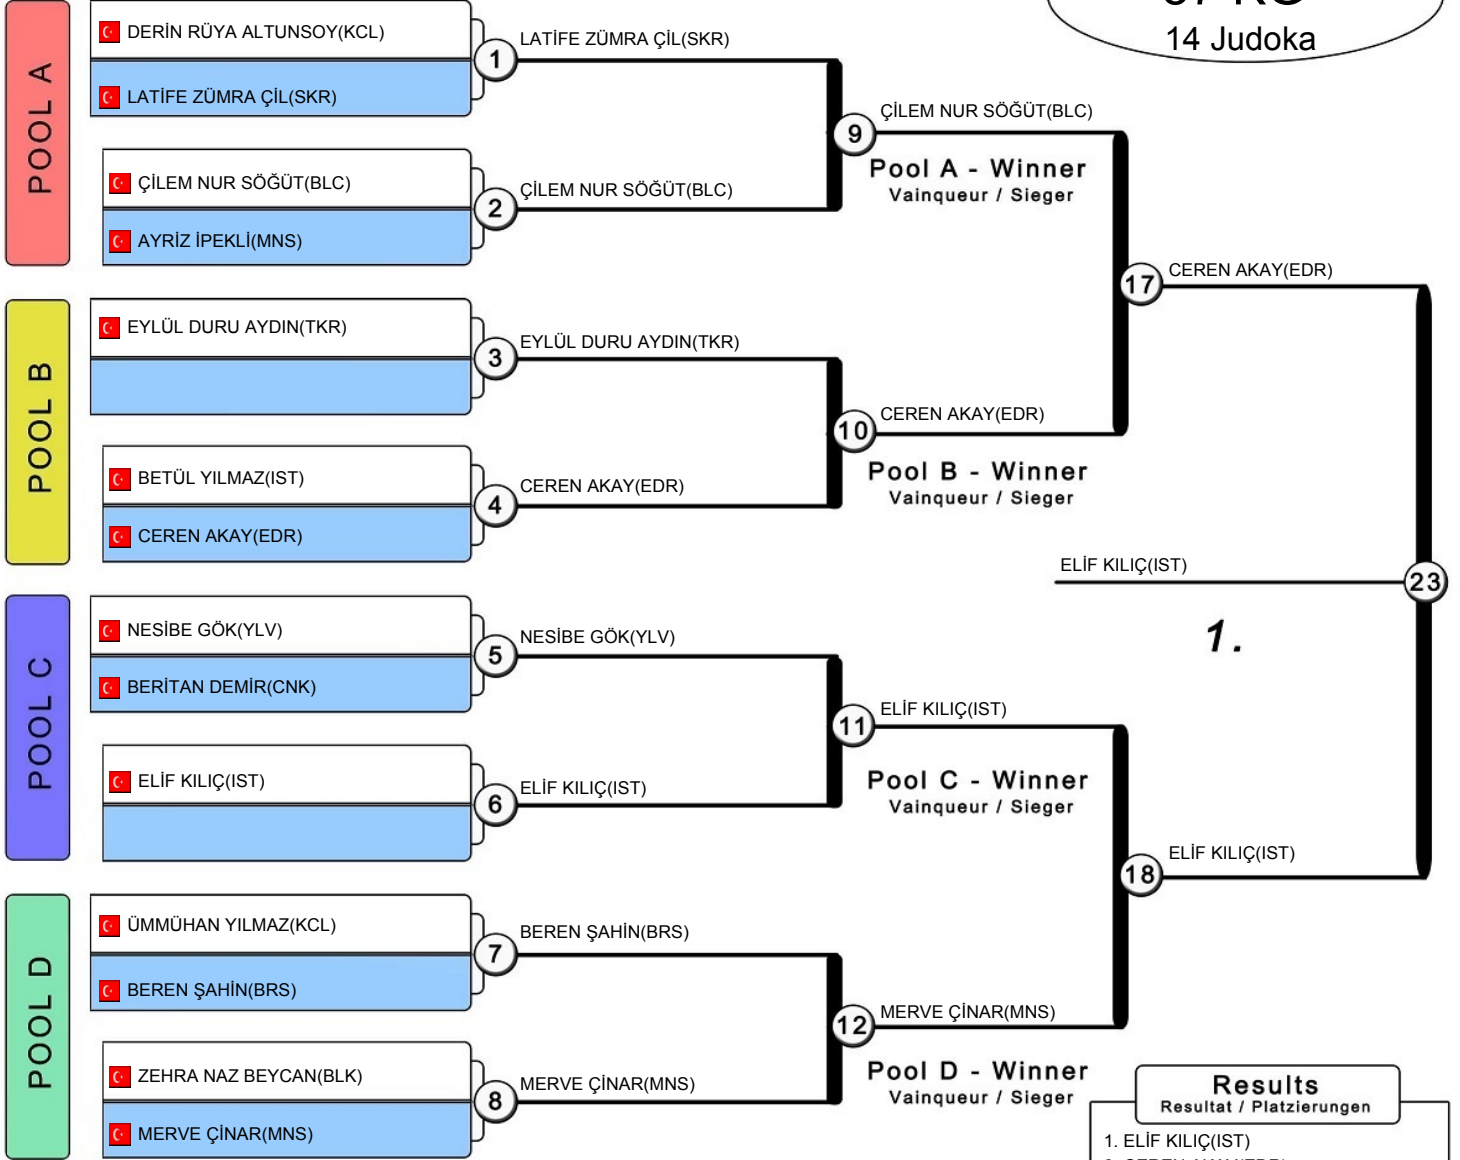 14 Judoka
POOL A
DERİN RÜYA ALTUNSOY(KCL)
LATİFE ZÜMRA ÇİL(SKR)
1
LATİFE ZÜMRA ÇİL(SKR)
ÇİLEM NUR SÖĞÜT(BLC)
AYRİZ İPEKLİ(MNS)
2
ÇİLEM NUR SÖĞÜT(BLC)
9
ÇİLEM NUR SÖĞÜT(BLC)
Pool A - Winner
Vainqueur / Sieger
POOL B
EYLÜL DURU AYDIN(TKR)
3
EYLÜL DURU AYDIN(TKR)
BETÜL YILMAZ(IST)
CEREN AKAY(EDR)
4
CEREN AKAY(EDR)
10
CEREN AKAY(EDR)
Pool B - Winner
Vainqueur / Sieger
17
CEREN AKAY(EDR)
ELİF KILIÇ(IST)
23
1.
POOL C
NESİBE GÖK(YLV)
BERİTAN DEMİR(CNK)
5
NESİBE GÖK(YLV)
ELİF KILIÇ(IST)
6
ELİF KILIÇ(IST)
11
ELİF KILIÇ(IST)
Pool C - Winner
Vainqueur / Sieger
18
ELİF KILIÇ(IST)
POOL D
ÜMMÜHAN YILMAZ(KCL)
BEREN ŞAHİN(BRS)
7
BEREN ŞAHİN(BRS)
ZEHRA NAZ BEYCAN(BLK)
MERVE ÇİNAR(MNS)
8
MERVE ÇİNAR(MNS)
12
MERVE ÇİNAR(MNS)
Pool D - Winner
Vainqueur / Sieger
Results
Resultat / Platzierungen
1. ELİF KILIÇ(IST)